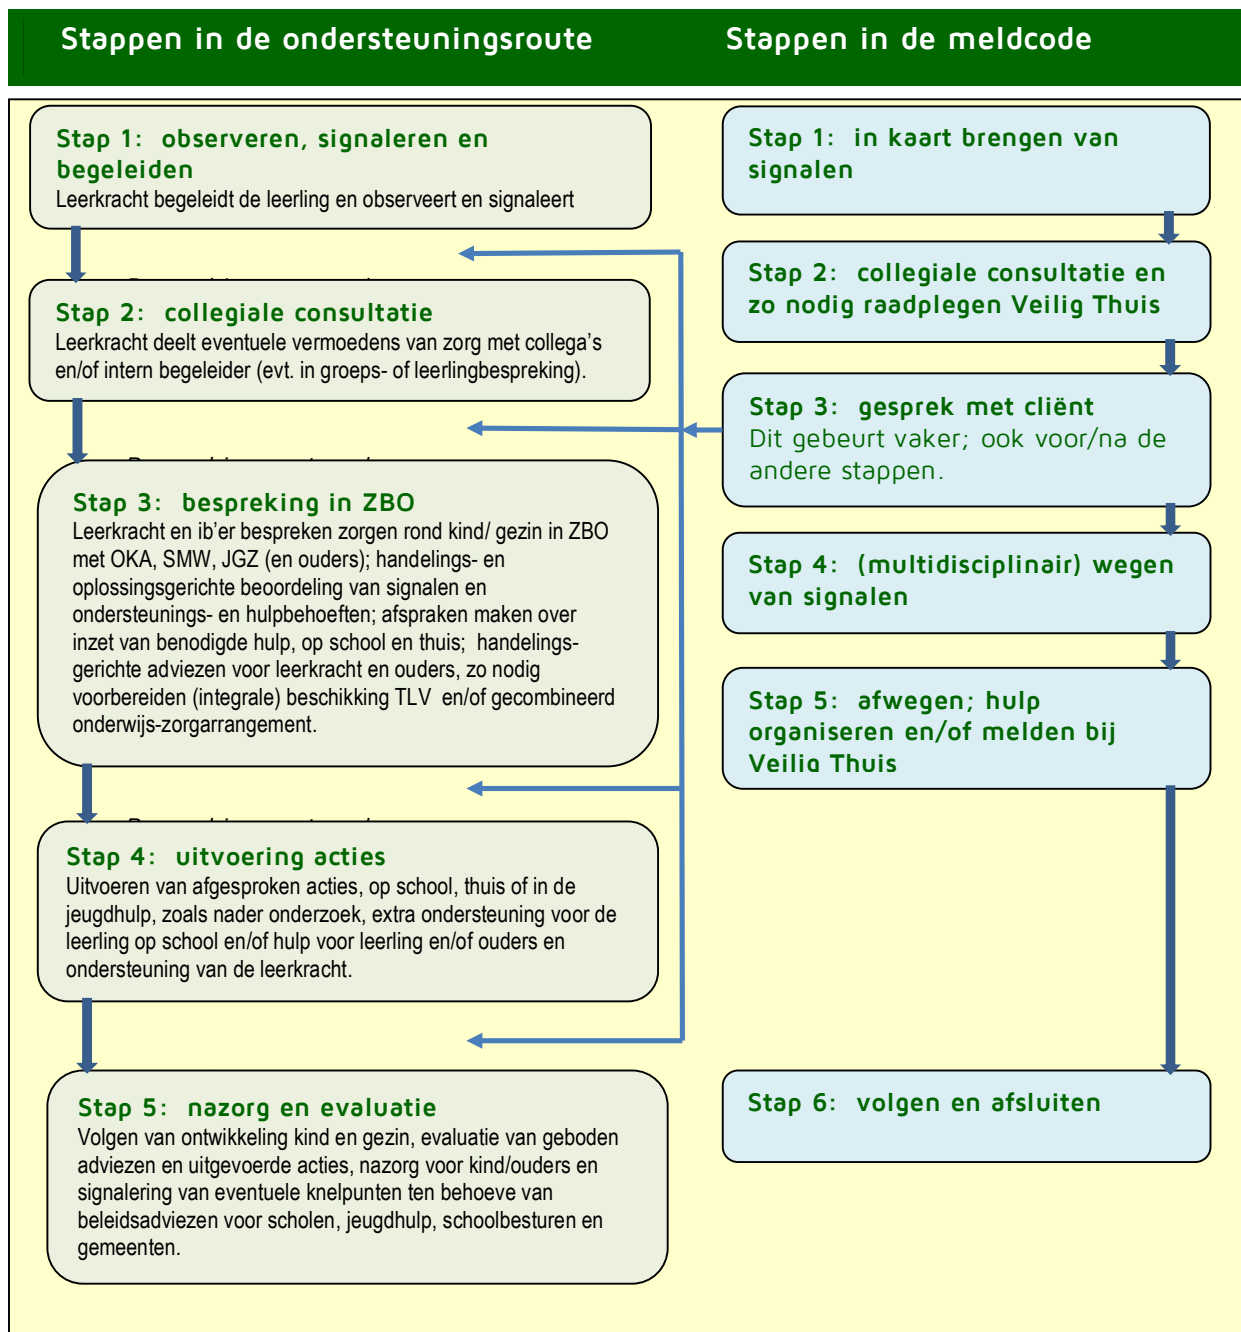 Stappen in de ondersteuningsroute
Stappen in de meldcode
Stap 1: observeren, signaleren en
begeleiden
Leerkracht begeleidt de leerling en observeert en signaleert
Stap 2: collegiale consultatie
Leerkracht deelt eventuele vermoedens van zorg met collega's
en/of intern begeleider (evt. in groeps- of leerlingbespreking).
Stap 3: bespreking in ZBO
Leerkracht en ib'er bespreken zorgen rond kind/ gezin in ZBO
met OKA, SMW, JGZ (en ouders); handelings- en
oplossingsgerichte beoordeling van signalen en
ondersteunings- en hulpbehoeften; afspraken maken over
inzet van benodigde hulp, op school en thuis; handelings-
gerichte adviezen voor leerkracht en ouders, zo nodig
voorbereiden (integrale) beschikking TLV en/of gecombineerd
onderwijs-zorgarrangement.
Stap 4: uitvoering acties
Uitvoeren van afgesproken acties, op school, thuis of in de
jeugdhulp, zoals nader onderzoek, extra ondersteuning voor de
leerling op school en/of hulp voor leerling en/of ouders en
ondersteuning van de leerkracht.
Stap 5: nazorg en evaluatie
Volgen van ontwikkeling kind en gezin, evaluatie van geboden
adviezen en uitgevoerde acties, nazorg voor kind/ouders en
signalering van eventuele knelpunten ten behoeve van
beleidsadviezen voor scholen, jeugdhulp, schoolbesturen en
gemeenten.
Stap 1: in kaart brengen van
signalen
Stap 2: collegiale consultatie en
zo nodig raadplegen Veilig Thuis
Stap 3: gesprek met cliënt
Dit gebeurt vaker; ook voor/na de
andere stappen.
Stap 4: (multidisciplinair) wegen
van signalen
Stap 5: afwegen; hulp
organiseren en/of melden bij
Veilig Thuis
Stap 6: volgen en afsluiten